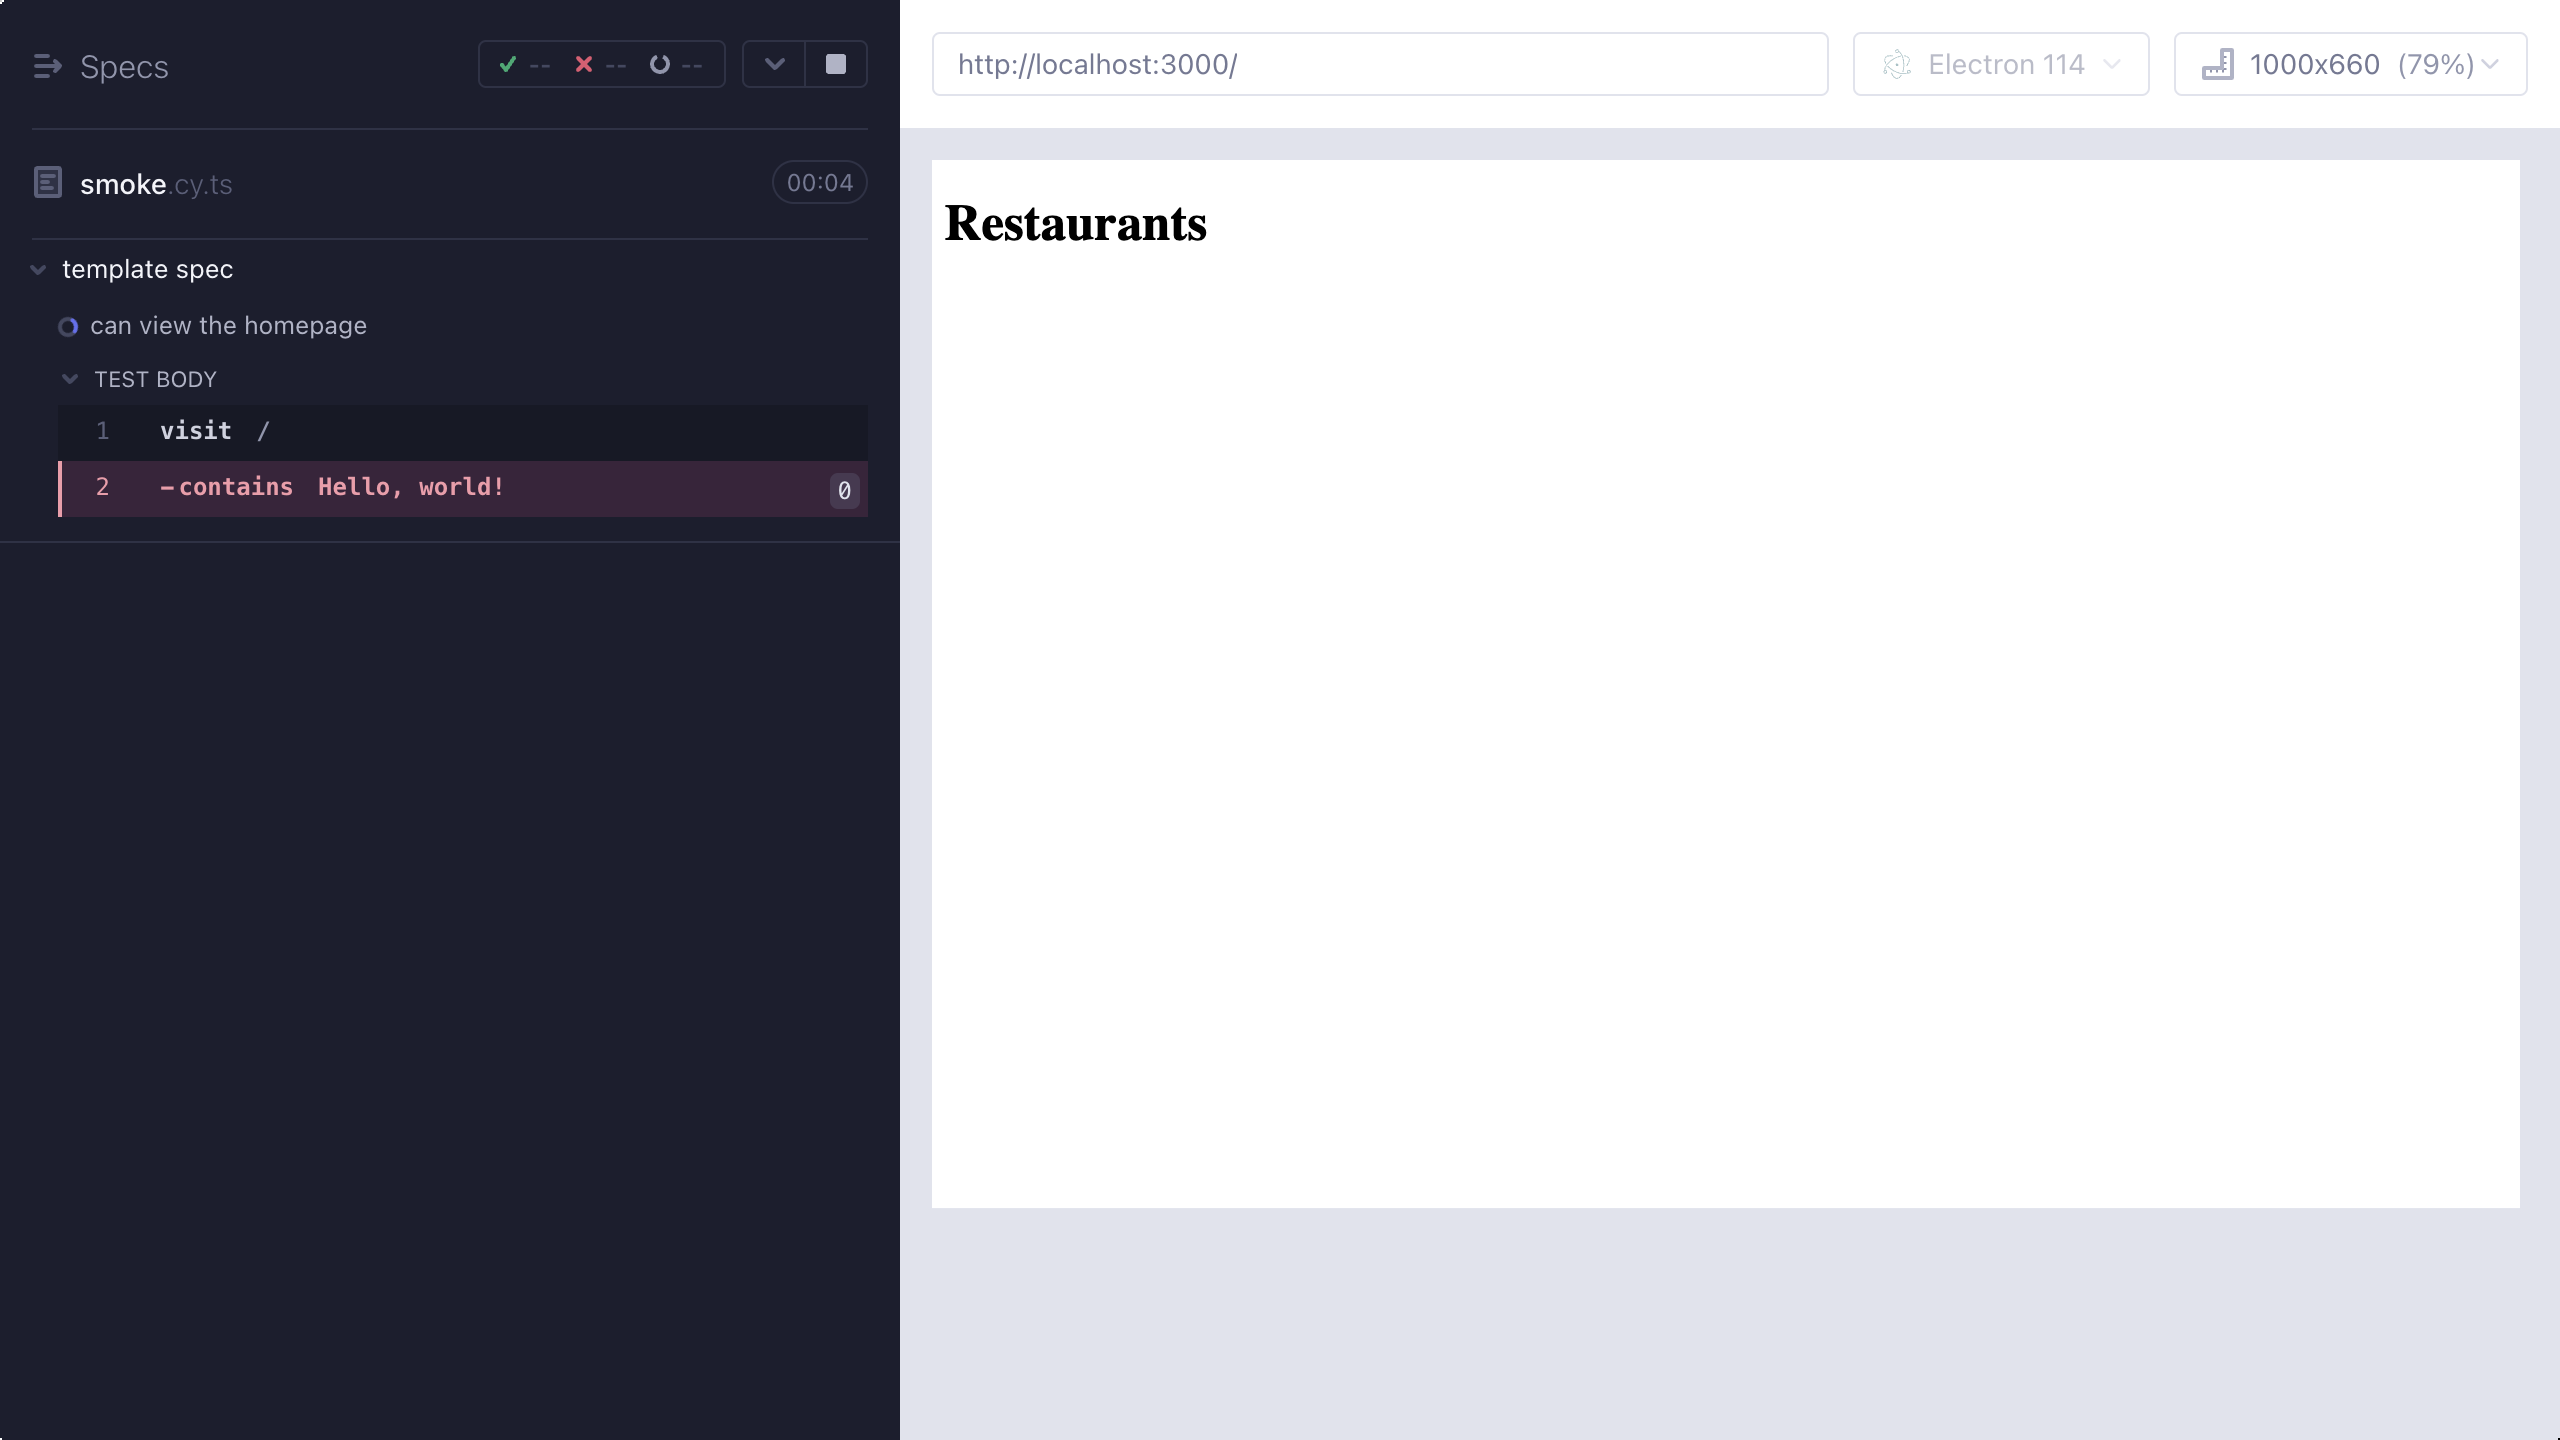 Specs
-- -- --
smoke.cy.ts
00:04
template spec
can view the homepage
TEST BODY
1 visit /
2 -contains Hello, world! 0
http://localhost:3000/
Electron 114
1000x660 (79%)
Restaurants